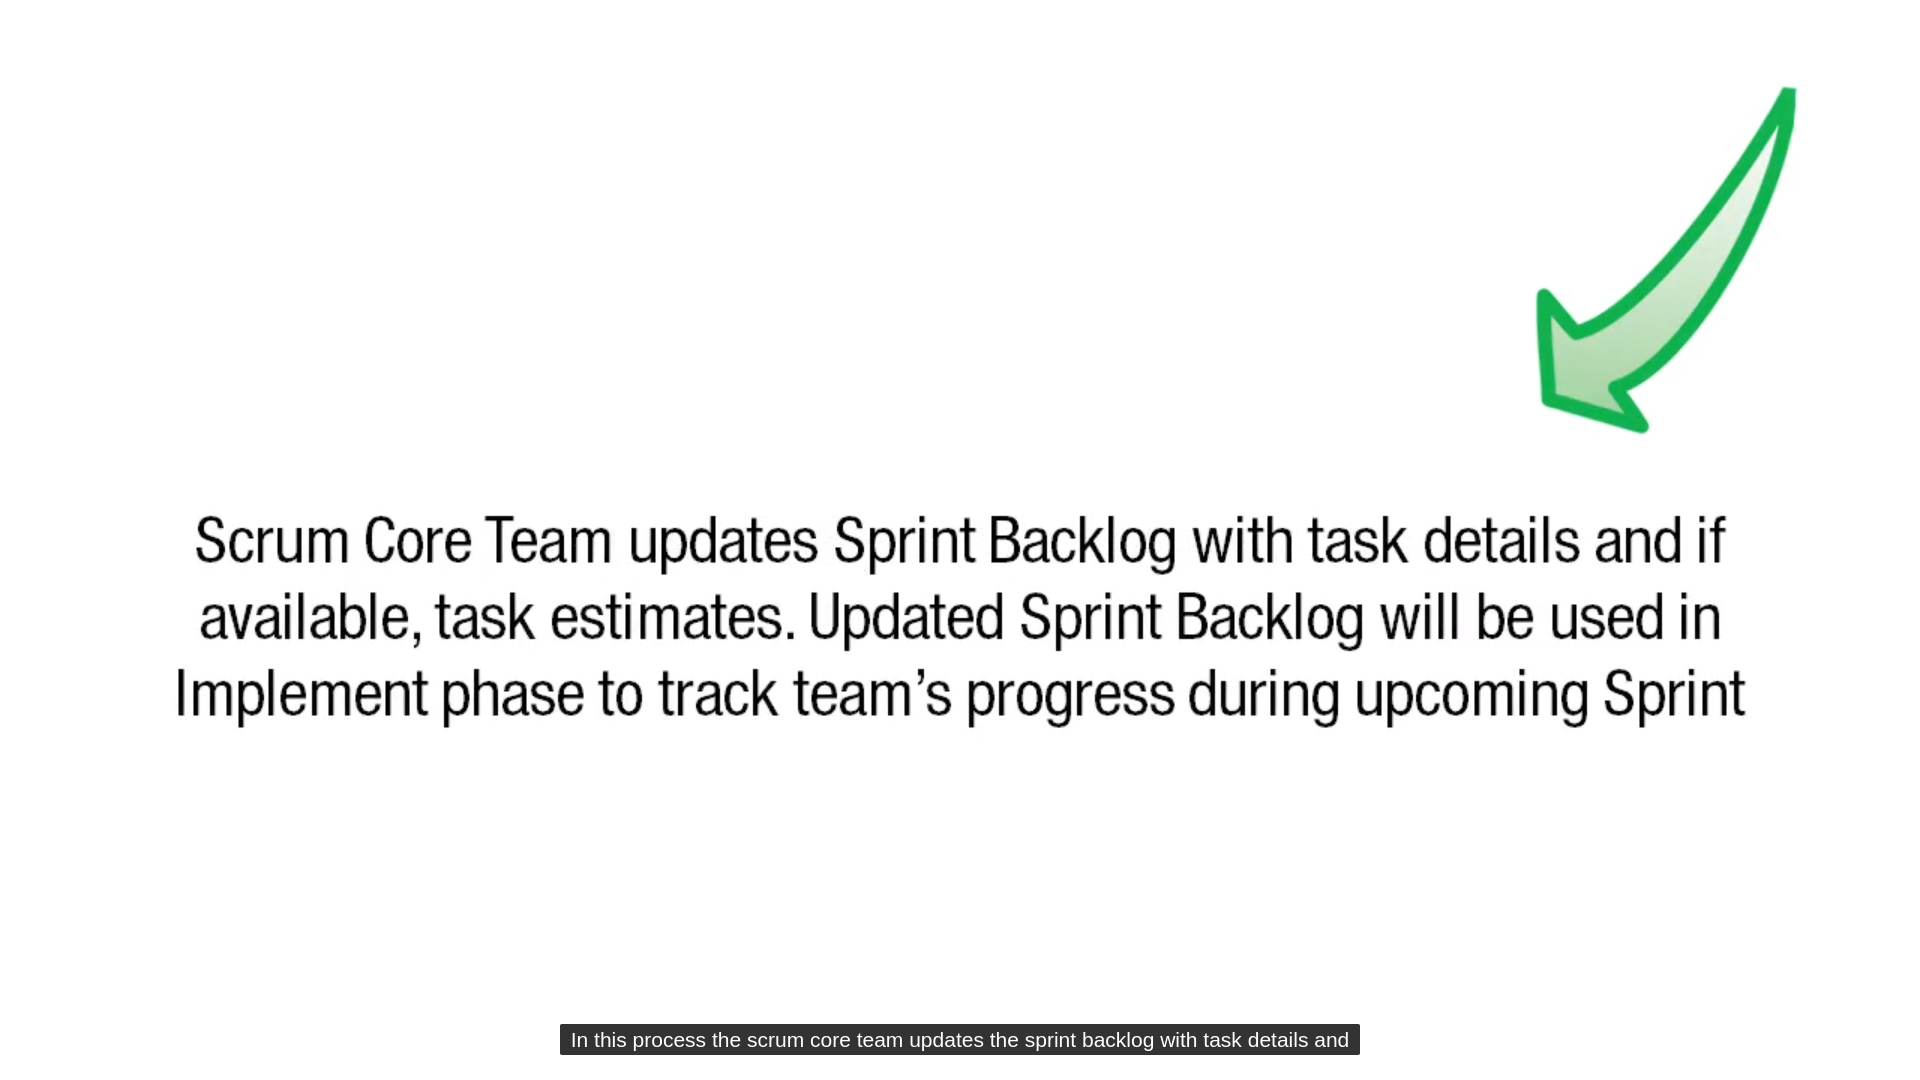 Scrum Core Team updates Sprint Backlog with task details and if
available, task estimates. Updated Sprint Backlog will be used in
Implement phase to track team’s progress during upcoming Sprint
In this process the scrum core team updates the sprint backlog with task details and